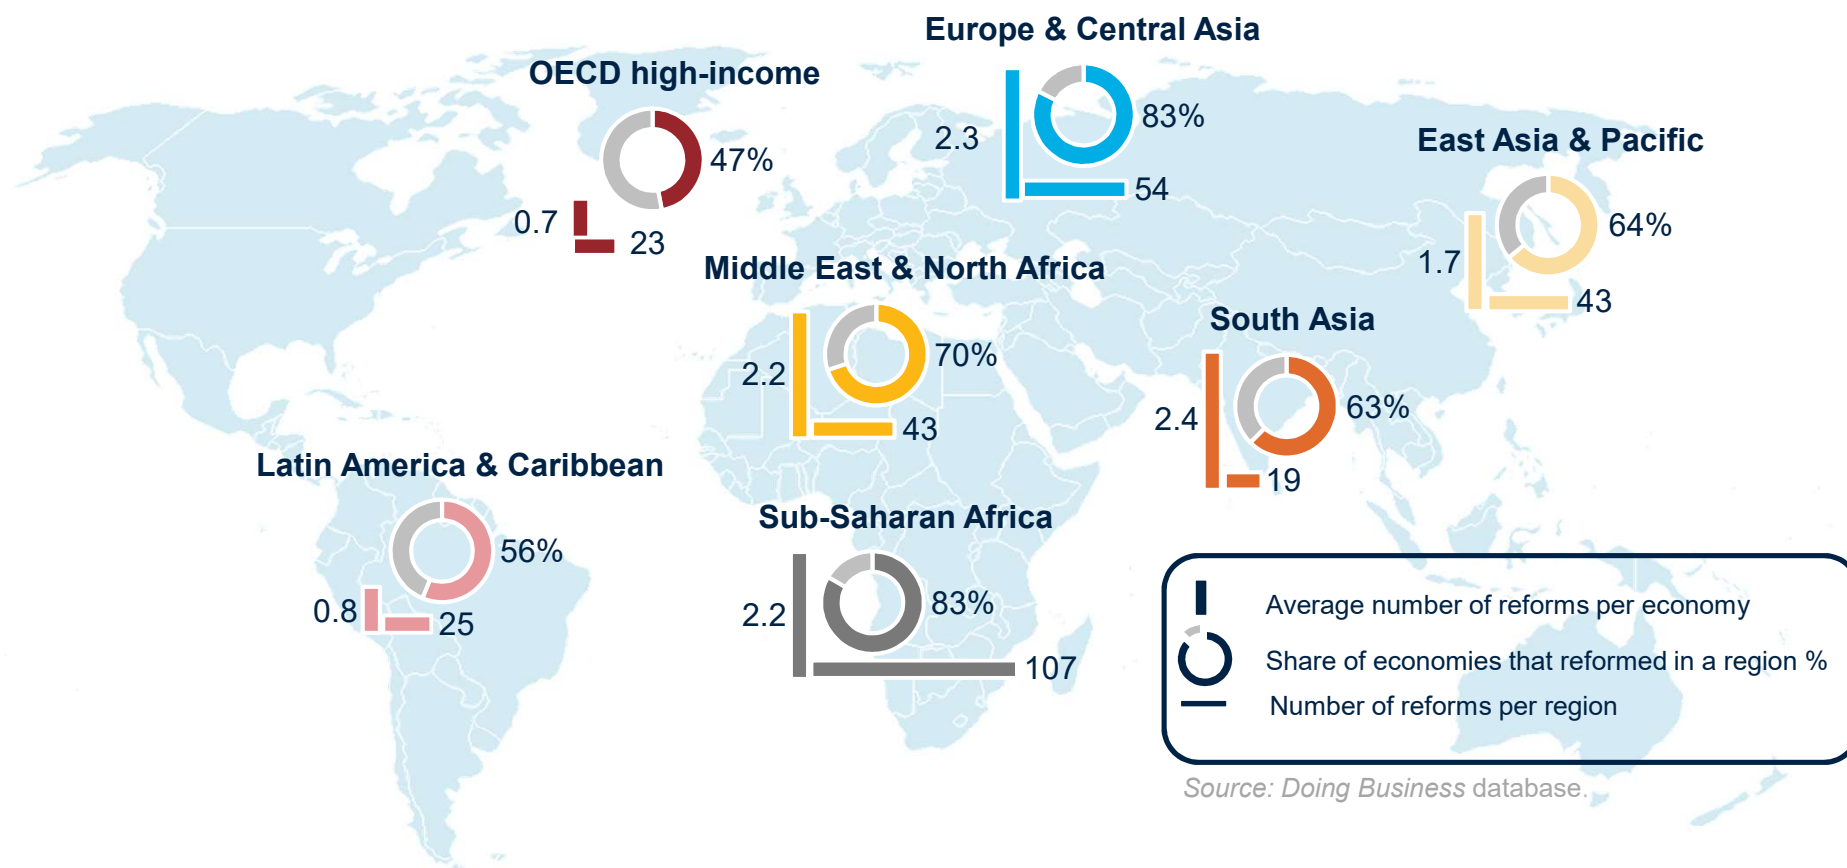 Europe & Central Asia
2.3
83%
54
OECD high-income
47%
0.7
23
East Asia & Pacific
64%
1.7
43
Middle East & North Africa
2.2
70%
43
South Asia
2.4
63%
19
Latin America & Caribbean
56%
0.8
25
Sub-Saharan Africa
2.2
83%
107
Average number of reforms per economy
Share of economies that reformed in a region %
Number of reforms per region
Source: Doing Business database.